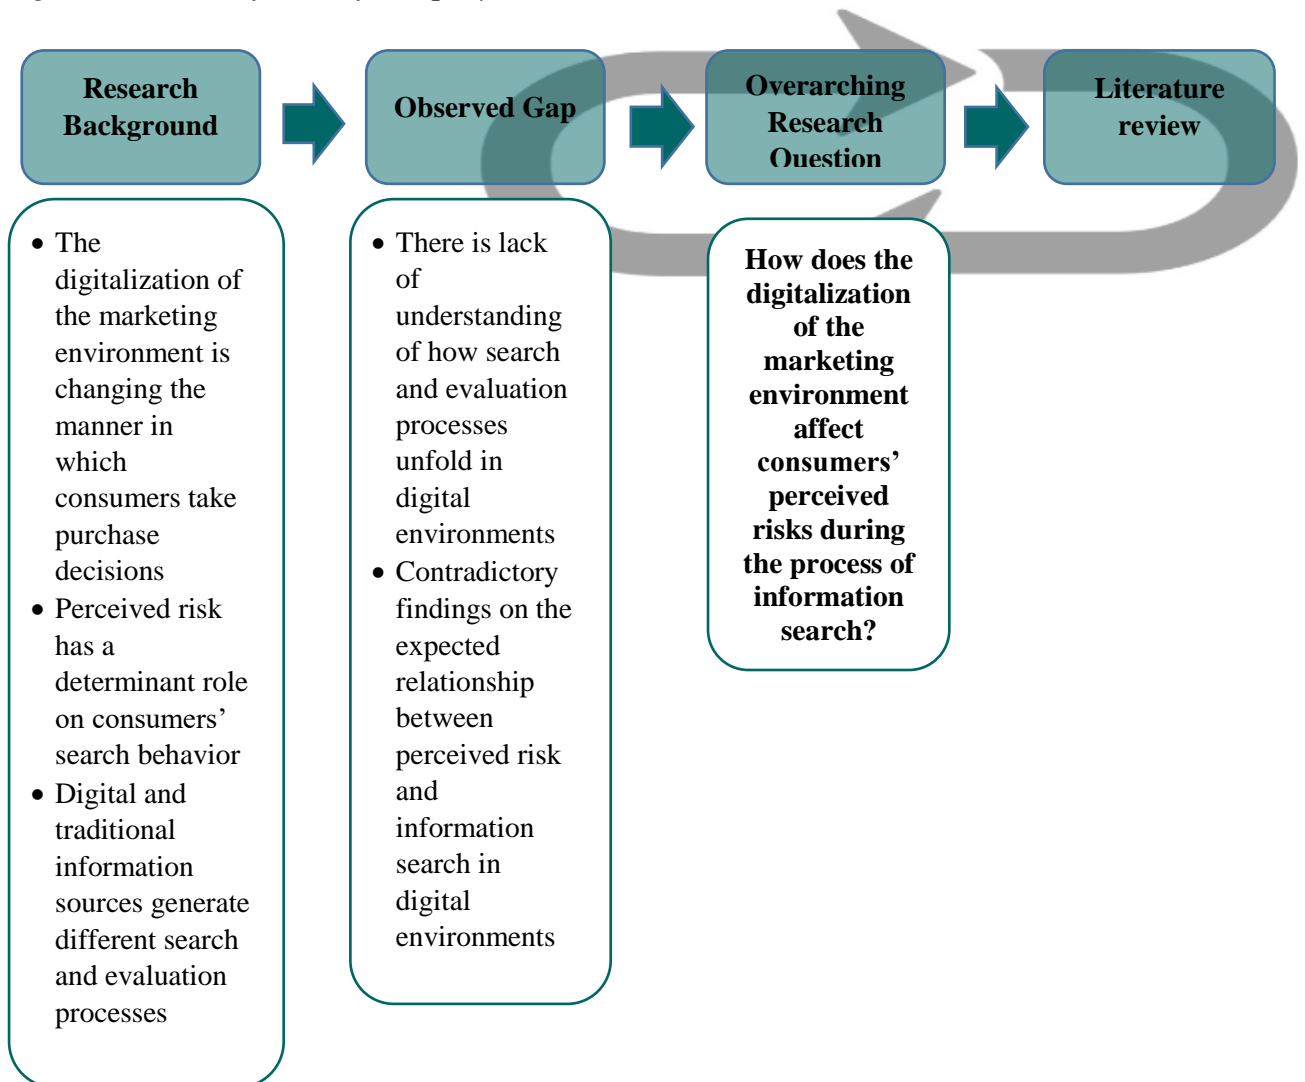 Research
Background
Observed Gap
Overarching
Research
Question
Literature
review
• The
digitalization of
the marketing
environment is
changing the
manner in
which
consumers take
purchase
decisions
• Perceived risk
has a
determinant role
on consumers’
search behavior
• Digital and
traditional
information
sources generate
different search
and evaluation
processes
• There is lack
of
understanding
of how search
and evaluation
processes
unfold in
digital
environments
• Contradictory
findings on the
expected
relationship
between
perceived risk
and
information
search in
digital
environments
How does the
digitalization
of the
marketing
environment
affect
consumers’
perceived
risks during
the process of
information
search?